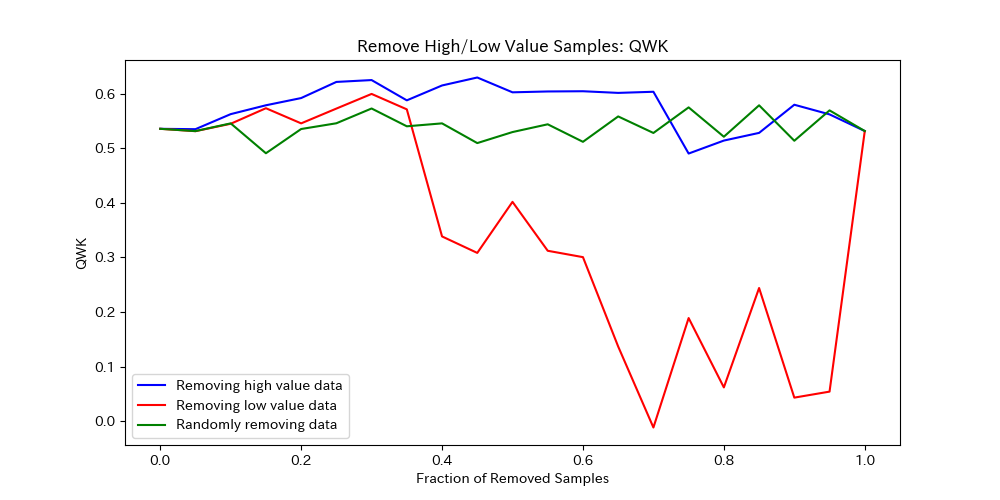 Remove High/Low Value Samples: QWK
QWK
0.6
0.5
0.4
0.3
0.2
0.1
0.0
Removing high value data
Removing low value data
Randomly removing data
0.0 0.2 0.4 0.6 0.8 1.0
Fraction of Removed Samples